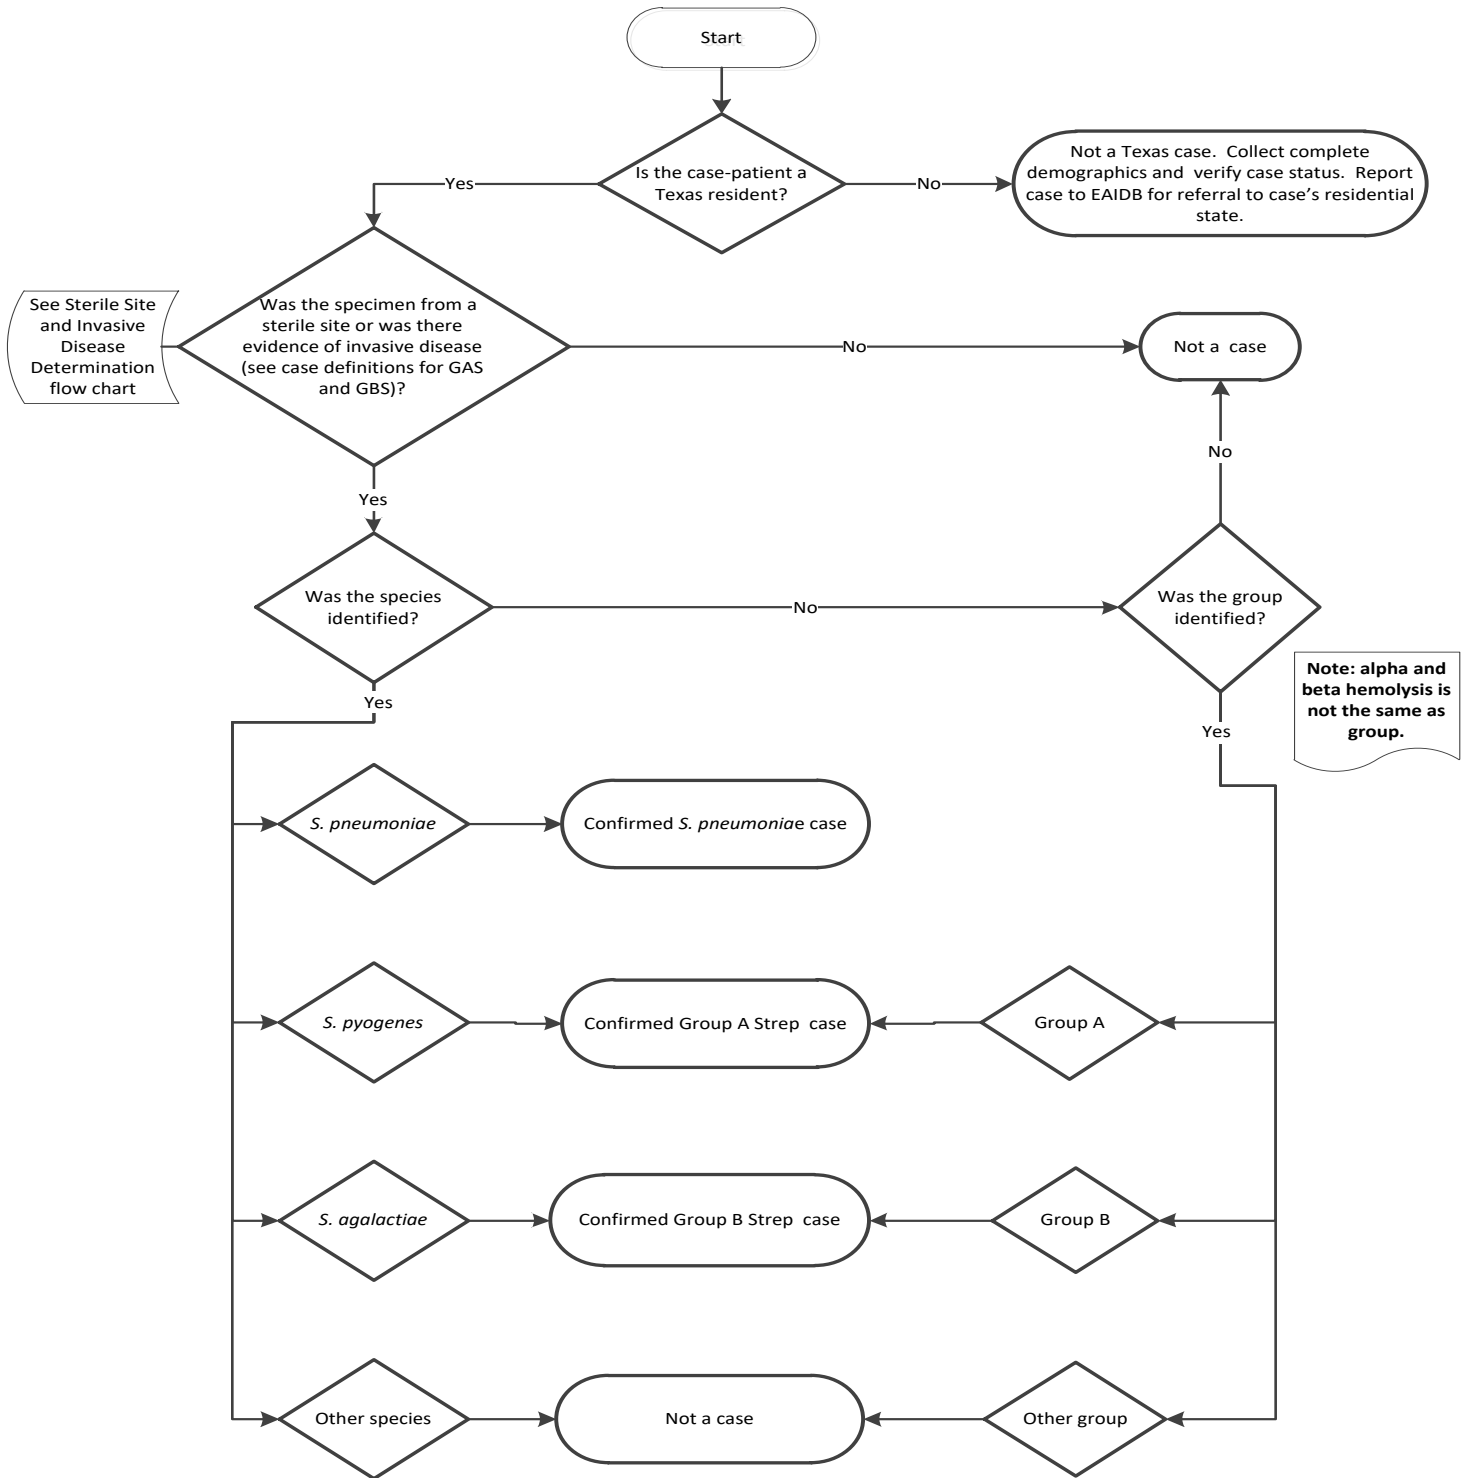 Start
Is the case-patient a
Texas resident?
Yes
No
Not a Texas case. Collect complete
demographics and verify case status. Report
case to EAIDB for referral to case's residential
state.
See Sterile Site
and Invasive
Disease
Determination
flow chart
Was the specimen from a
sterile site or was there
evidence of invasive disease
(see case definitions for GAS
and GBS)?
No
Not a case
Yes
No
Was the species
identified?
No
Was the group
identified?
Note: alpha and
beta hemolysis is
not the same as
group.
Yes
Yes
S. pneumoniae
Confirmed S. pneumoniae case
S. pyogenes
Confirmed Group A Strep case
Group A
S. agalactiae
Confirmed Group B Strep case
Group B
Other species
Not a case
Other group